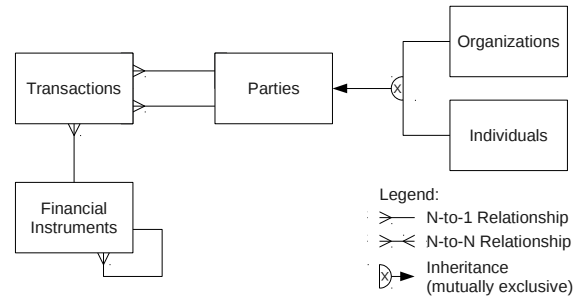 Organizations
Transactions
Parties
X
Individuals
Financial
Instruments
Legend:
N-to-1 Relationship
N-to-N Relationship
X
Inheritance
(mutually exclusive)